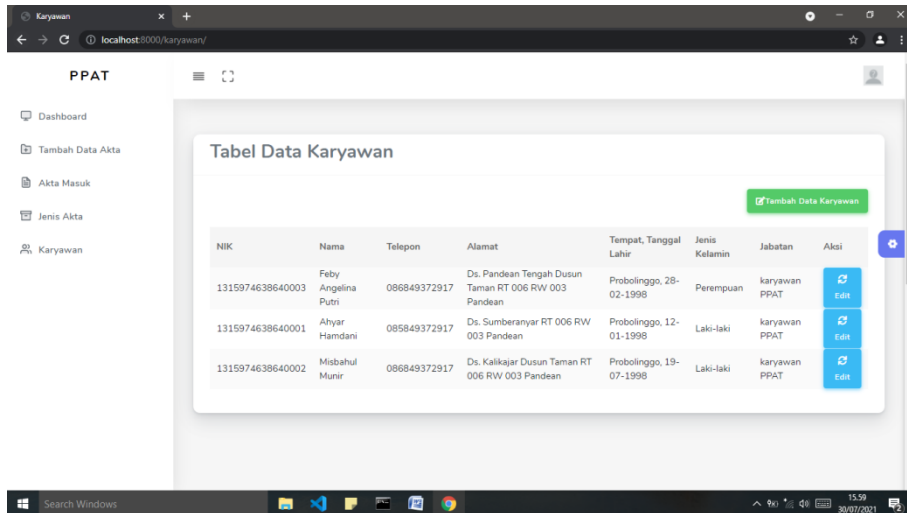 Karyawan
localhost:8000/karyawan/
PPAT
Dashboard
Tambah Data Akta
Akta Masuk
Jenis Akta
Karyawan
Tabel Data Karyawan
Tambah Data Karyawan
NIK Nama Telepon Alamat Tempat, Tanggal Lahir Jenis Kelamin Jabatan Aksi
1315974638640003 Feby Angelina Putri 086849372917 Ds. Pandean Tengah Dusun Taman RT 006 RW 003 Pandean Probolinggo, 28-02-1998 Perempuan karyawan PPAT Edit
1315974638640001 Ahyar Hamdani 085849372917 Ds. Sumberanyar RT 006 RW 003 Pandean Probolinggo, 12-01-1998 Laki-laki karyawan PPAT Edit
1315974638640002 Misbahul Munir 086849372917 Ds. Kalikajar Dusun Taman RT 006 RW 003 Pandean Probolinggo, 19-07-1998 Laki-laki karyawan PPAT Edit
Search Windows
15.59
30/07/2021